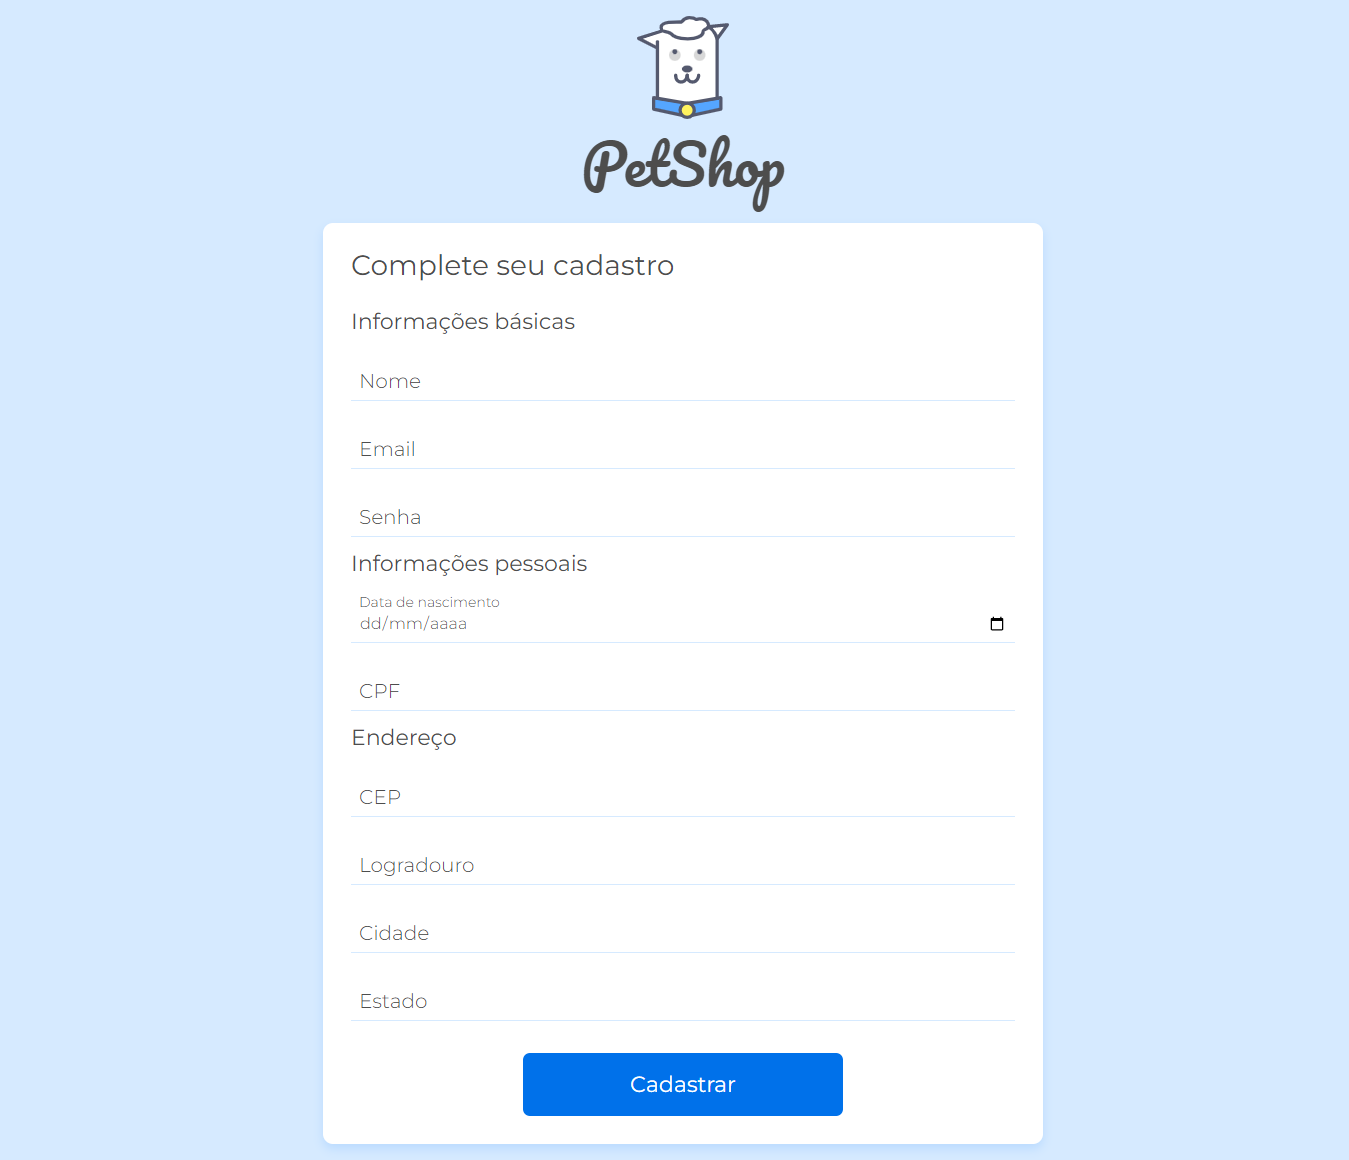 PetShop
Complete seu cadastro
Informações básicas
Nome
Email
Senha
Informações pessoais
Data de nascimento
dd/mm/aaaa
CPF
Endereço
CEP
Logradouro
Cidade
Estado
Cadastrar